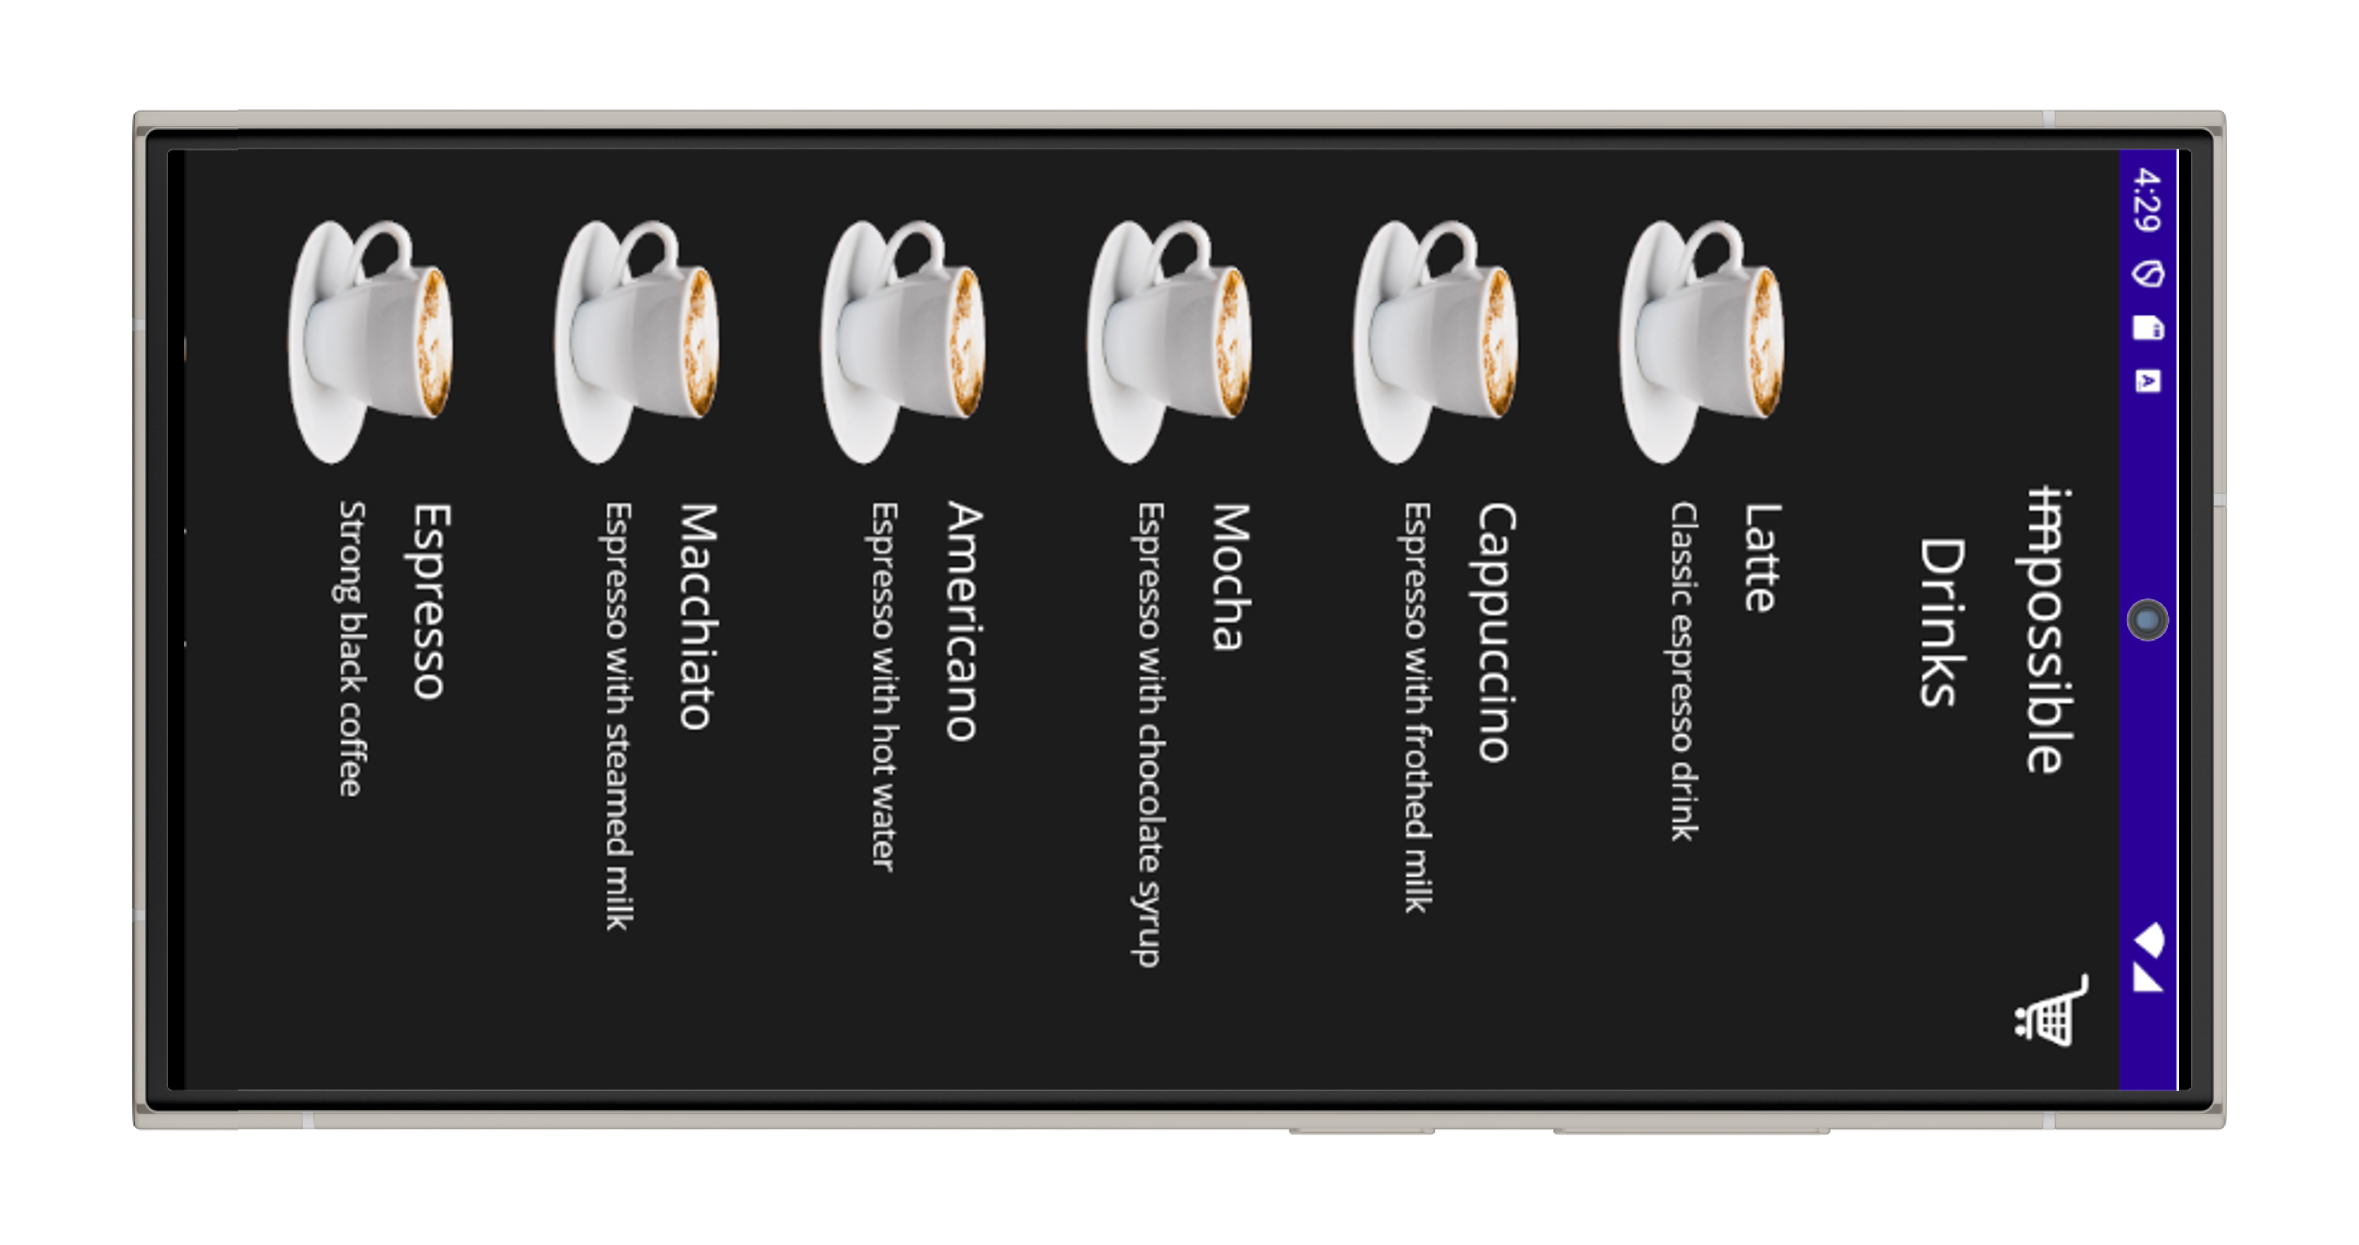 4:29
A
impossible
Drinks
Latte
Classic espresso drink
Cappuccino
Espresso with frothed milk
Mocha
Espresso with chocolate syrup
Americano
Espresso with hot water
Macchiato
Espresso with steamed milk
Espresso
Strong black coffee